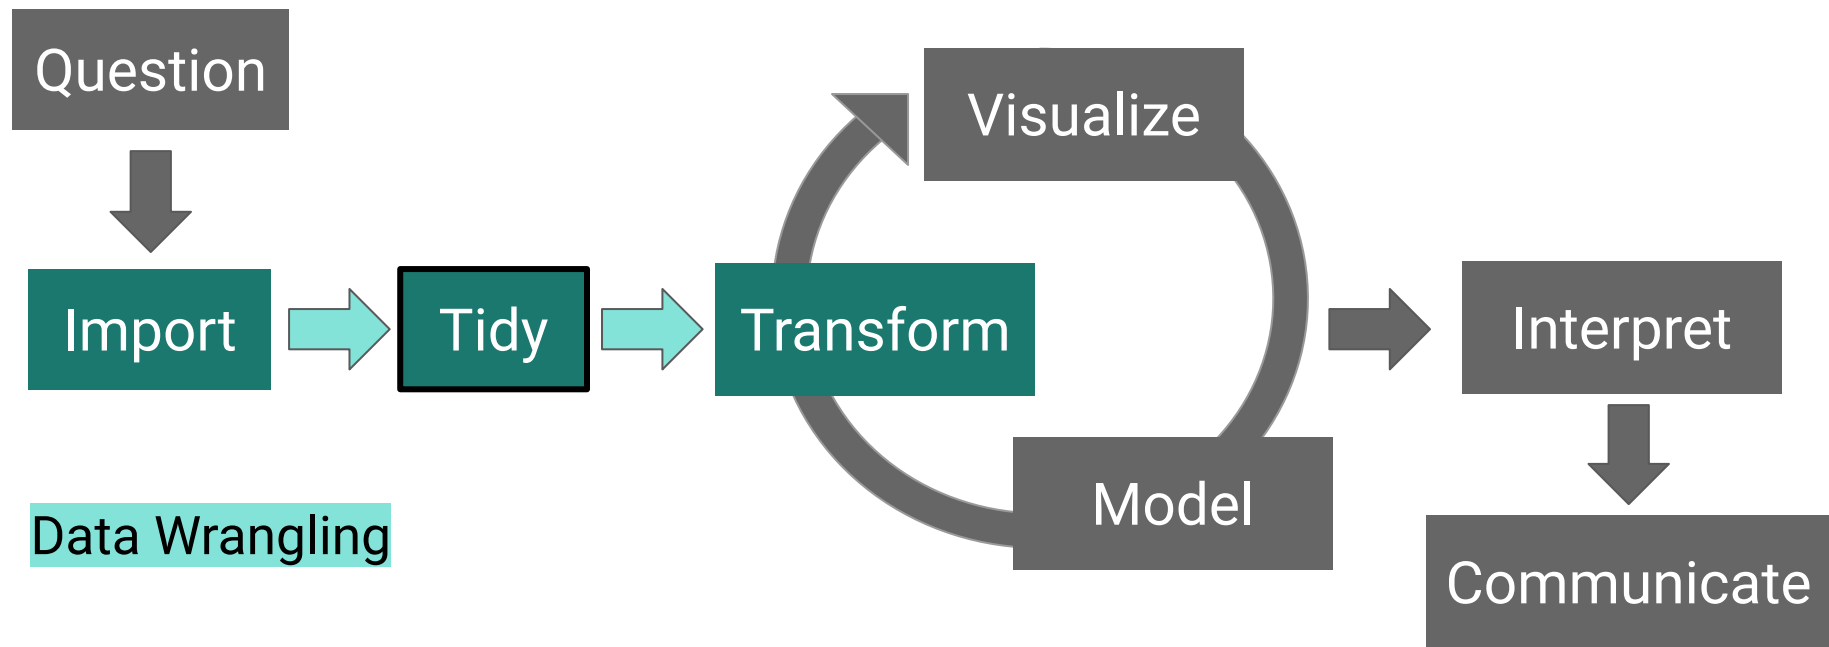 Question
Import
Tidy
Transform
Visualize
Model
Interpret
Communicate
Data Wrangling